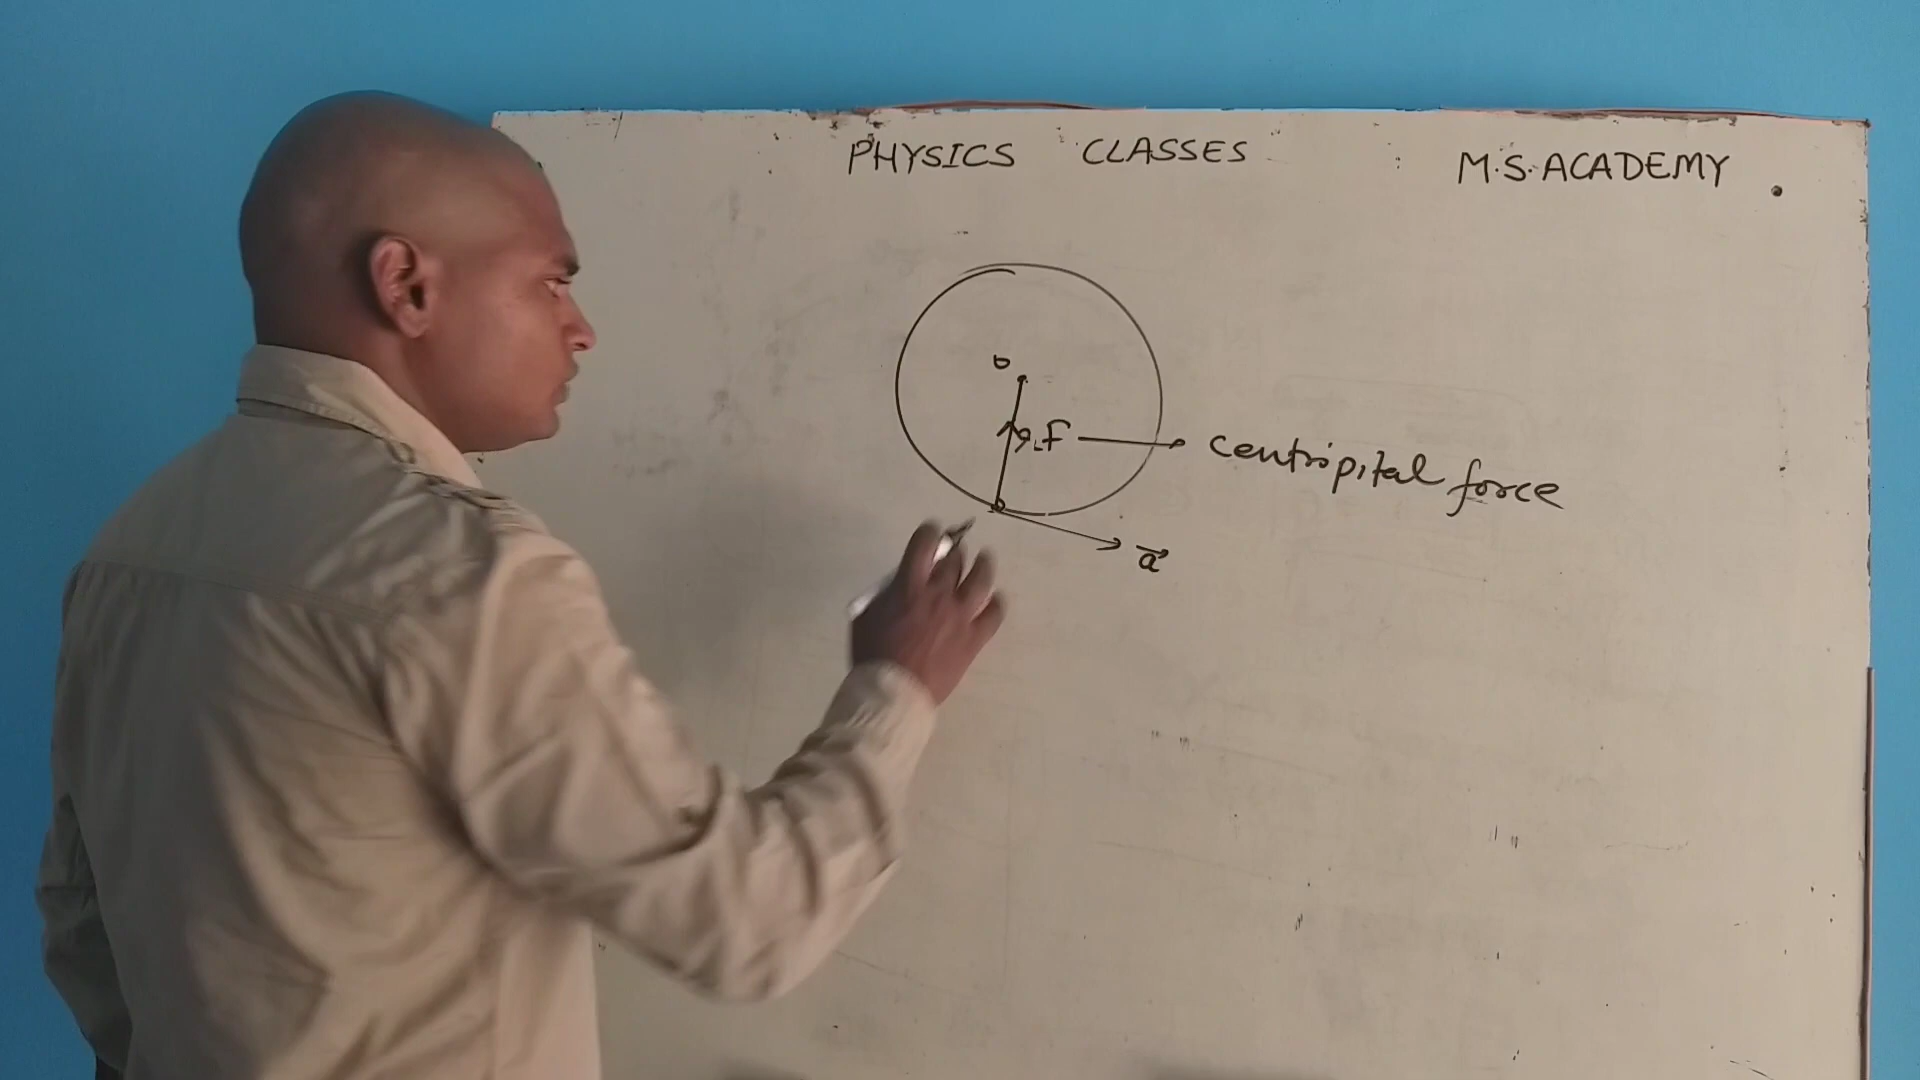 PHYSICS CLASSES : M.S.ACADEMY.
o
r F centripital force
a⃗